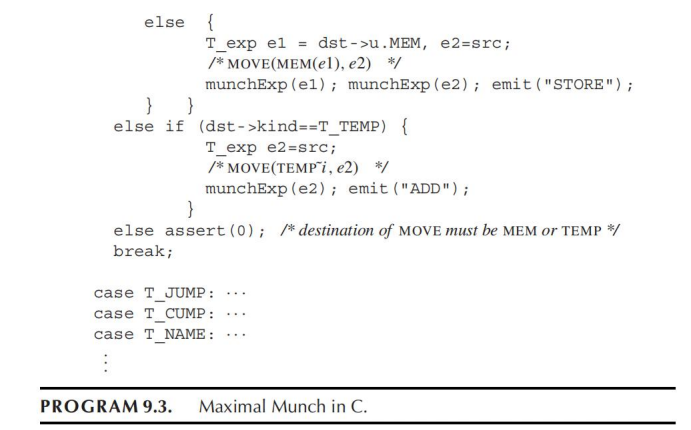 else {
T_exp e1 = dst->u.MEM, e2=src;
/* MOVE(MEM(e1), e2) */
munchExp(e1); munchExp(e2); emit("STORE");
} }
else if (dst->kind==T_TEMP) {
T_exp e2=src;
/* MOVE(TEMP~i, e2) */
munchExp(e2); emit("ADD");
}
else assert(0); /* destination of MOVE must be MEM or TEMP */
break;
case T_JUMP: ···
case T_CUMP: ···
case T_NAME: ···
⋮
PROGRAM 9.3. Maximal Munch in C.